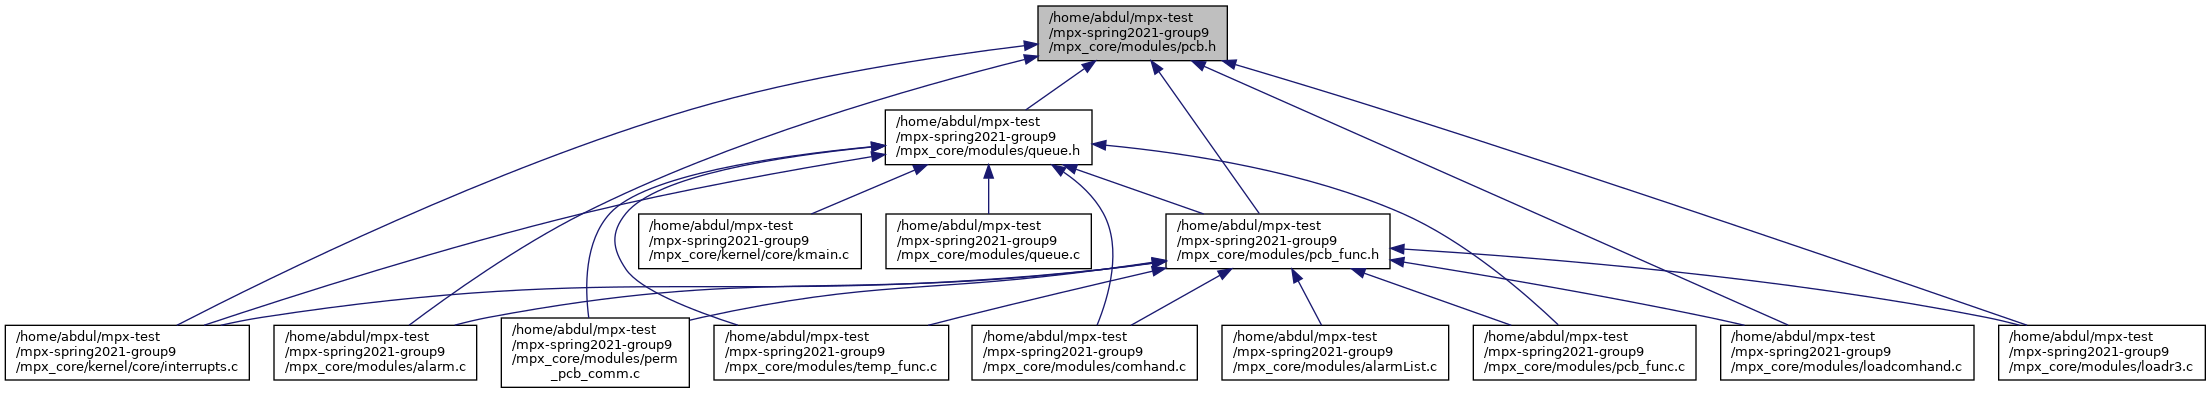 /home/abdul/mpx-test
/mpx-spring2021-group9
/mpx_core/modules/pcb.h
/home/abdul/mpx-test
/mpx-spring2021-group9
/mpx_core/modules/queue.h
/home/abdul/mpx-test
/mpx-spring2021-group9
/mpx_core/kernel/core/kmain.c
/home/abdul/mpx-test
/mpx-spring2021-group9
/mpx_core/modules/queue.c
/home/abdul/mpx-test
/mpx-spring2021-group9
/mpx_core/modules/pcb_func.h
/home/abdul/mpx-test
/mpx-spring2021-group9
/mpx_core/kernel/core/interrupts.c
/home/abdul/mpx-test
/mpx-spring2021-group9
/mpx_core/modules/alarm.c
/home/abdul/mpx-test
/mpx-spring2021-group9
/mpx_core/modules/perm
_pcb_comm.c
/home/abdul/mpx-test
/mpx-spring2021-group9
/mpx_core/modules/temp_func.c
/home/abdul/mpx-test
/mpx-spring2021-group9
/mpx_core/modules/comhand.c
/home/abdul/mpx-test
/mpx-spring2021-group9
/mpx_core/modules/alarmList.c
/home/abdul/mpx-test
/mpx-spring2021-group9
/mpx_core/modules/pcb_func.c
/home/abdul/mpx-test
/mpx-spring2021-group9
/mpx_core/modules/loadcomhand.c
/home/abdul/mpx-test
/mpx-spring2021-group9
/mpx_core/modules/loadr3.c